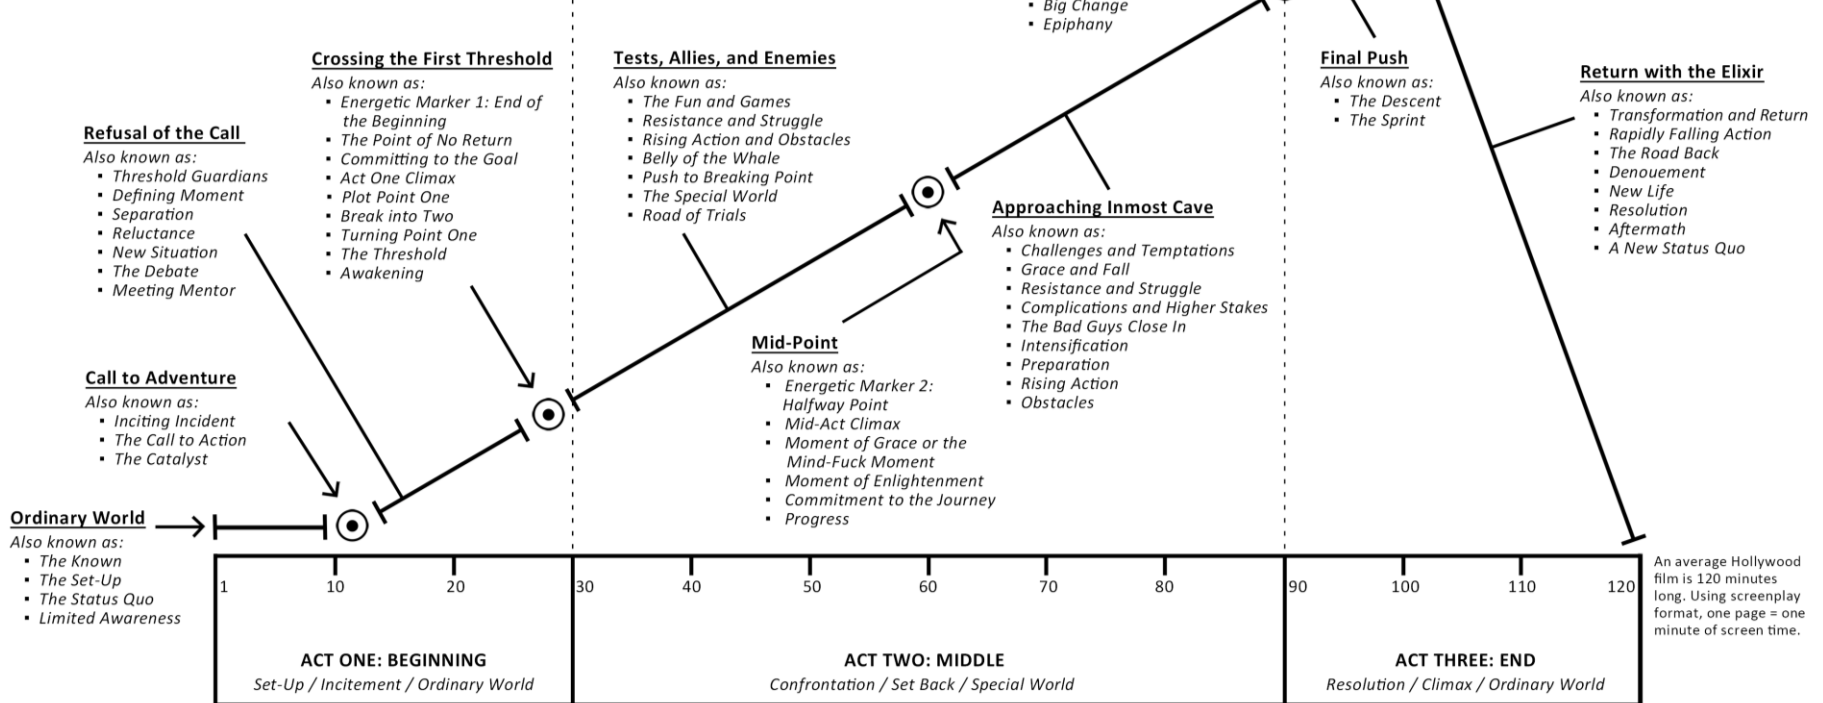 ▪ Big Change
▪ Epiphany
Crossing the First Threshold
Also known as:
▪ Energetic Marker 1: End of
the Beginning
▪ The Point of No Return
▪ Committing to the Goal
▪ Act One Climax
▪ Plot Point One
▪ Break into Two
▪ Turning Point One
▪ The Threshold
▪ Awakening
Tests, Allies, and Enemies
Also known as:
▪ The Fun and Games
▪ Resistance and Struggle
▪ Rising Action and Obstacles
▪ Belly of the Whale
▪ Push to Breaking Point
▪ The Special World
▪ Road of Trials
Final Push
Also known as:
▪ The Descent
▪ The Sprint
Return with the Elixir
Also known as:
▪ Transformation and Return
▪ Rapidly Falling Action
▪ The Road Back
▪ Denouement
▪ New Life
▪ Resolution
▪ Aftermath
▪ A New Status Quo
Refusal of the Call
Also known as:
▪ Threshold Guardians
▪ Defining Moment
▪ Separation
▪ Reluctance
▪ New Situation
▪ The Debate
▪ Meeting Mentor
Approaching Inmost Cave
Also known as:
▪ Challenges and Temptations
▪ Grace and Fall
▪ Resistance and Struggle
▪ Complications and Higher Stakes
▪ The Bad Guys Close In
▪ Intensification
▪ Preparation
▪ Rising Action
▪ Obstacles
Mid-Point
Also known as:
▪ Energetic Marker 2:
Halfway Point
▪ Mid-Act Climax
▪ Moment of Grace or the
Mind-Fuck Moment
▪ Moment of Enlightenment
▪ Commitment to the Journey
▪ Progress
Call to Adventure
Also known as:
▪ Inciting Incident
▪ The Call to Action
▪ The Catalyst
Ordinary World
Also known as:
▪ The Known
▪ The Set-Up
▪ The Status Quo
▪ Limited Awareness
1 10 20 30 40 50 60 70 80 90 100 110 120
An average Hollywood
film is 120 minutes
long. Using screenplay
format, one page = one
minute of screen time.
ACT ONE: BEGINNING
Set-Up / Incitement / Ordinary World
ACT TWO: MIDDLE
Confrontation / Set Back / Special World
ACT THREE: END
Resolution / Climax / Ordinary World